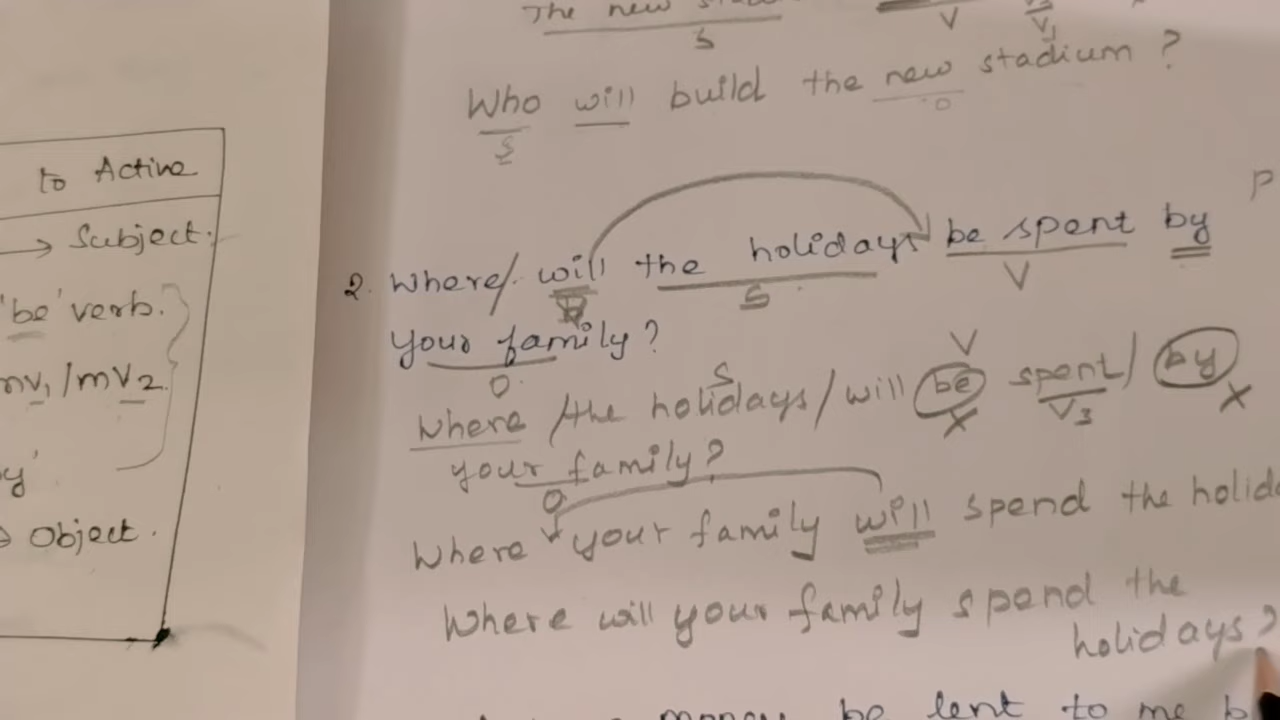 to Active
→ Subject.
'be' verb.
mV1/mV2
Object.
The new
S
V
V1
Who will build the new stadium?
S
O
P
2. Where/ will the holidays be spent by
S
V
your family?
O.
S
V
Where /the holidays/will be spent/ by
X
V3
X
your family?
O
Where your family will spend the
Where will your family spend the
holidays?
money be lent to me